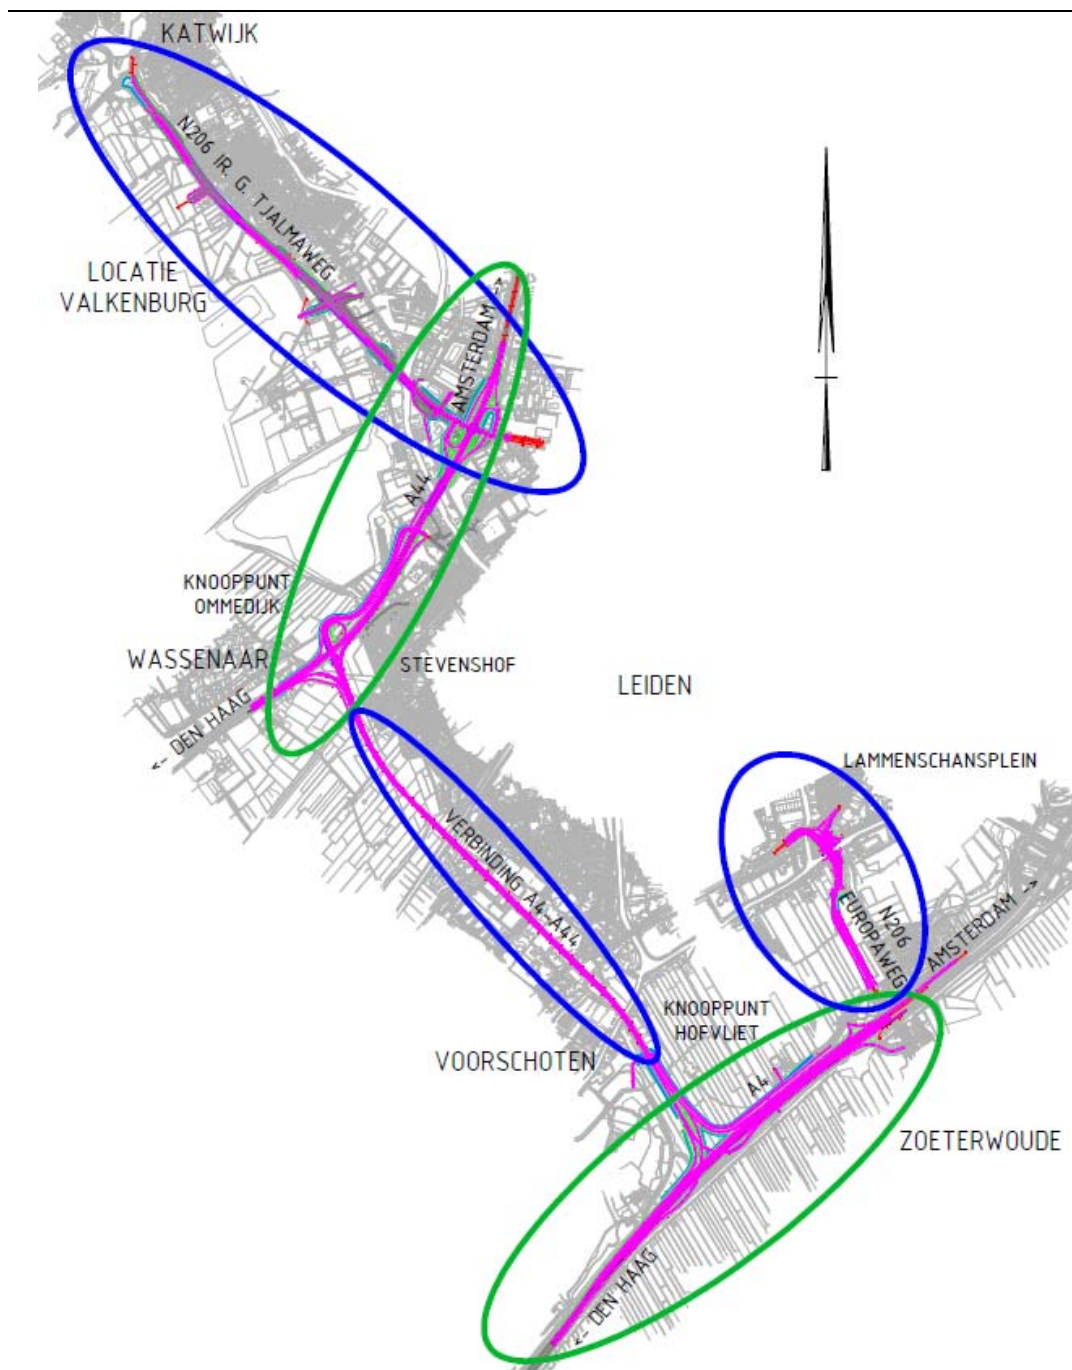 KATWIJK
N206 IR. G. TJALMAWEG
LOCATIE
VALKENBURG
AMSTERDAM ->
A44
KNOOPPUNT
OMMEDIJK
WASSENAAR
STEVENSHOF
<- DEN HAAG
LEIDEN
LAMMENSCHANSPLEIN
VERBINDING A4-A44
N206
EUROPAWEG
AMSTERDAM ->
KNOOPPUNT
HOFVLIET
VOORSCHOTEN
A4
ZOETERWOUDE
<- DEN HAAG